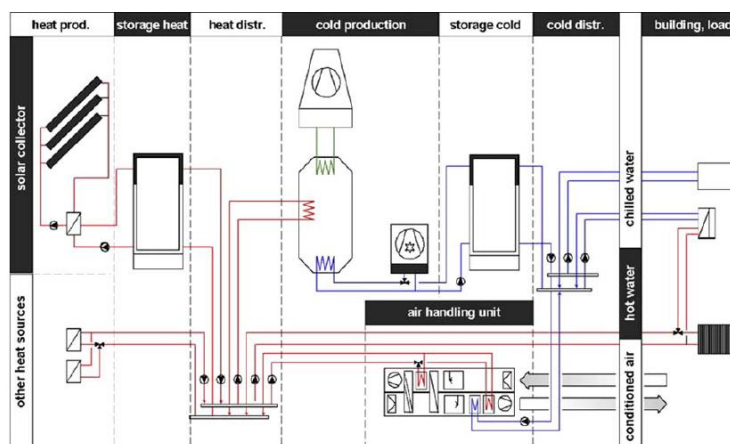 heat prod.
storage heat
heat distr.
cold production
storage cold
cold distr.
building, load
solar collector
other heat sources
air handling unit
chilled water
hot water
conditioned air